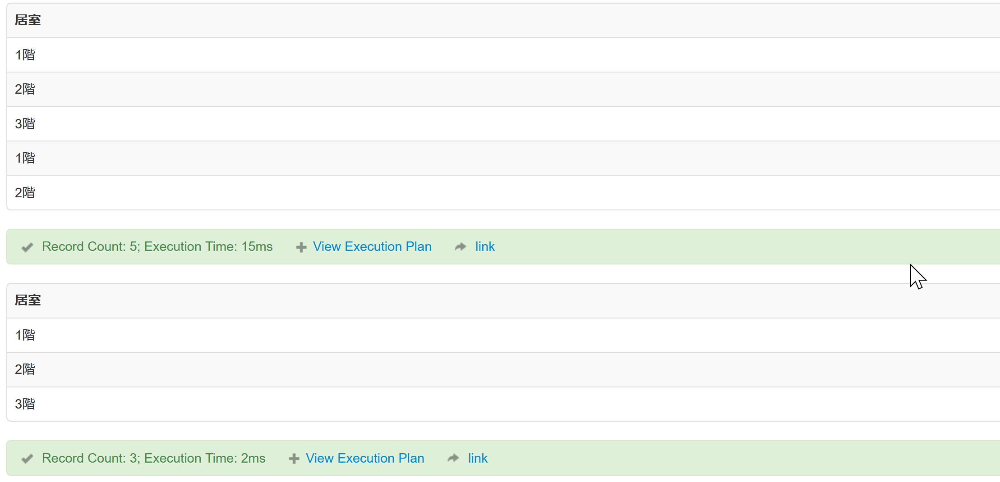 居室
1階
2階
3階
1階
2階
Record Count: 5; Execution Time: 15ms View Execution Plan link
居室
1階
2階
3階
Record Count: 3; Execution Time: 2ms View Execution Plan link